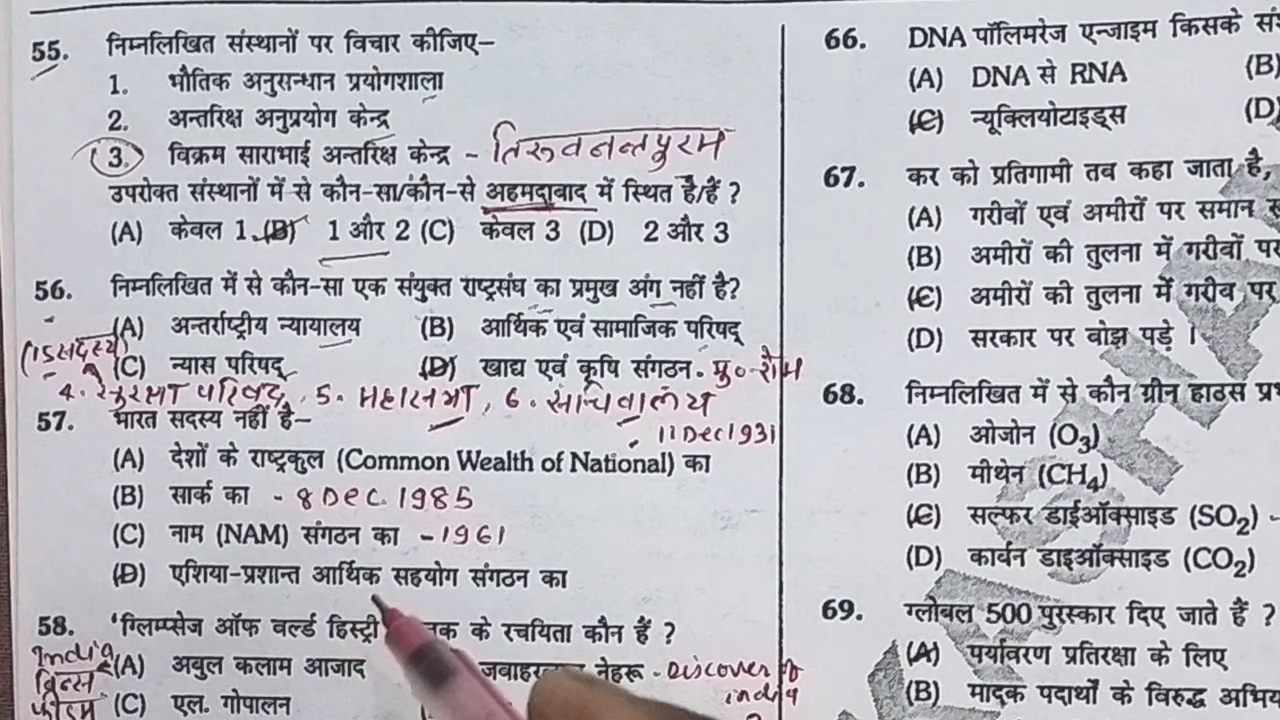 55. निम्नलिखित संस्थानों पर विचार कीजिए–
1. भौतिक अनुसन्धान प्रयोगशाला
2. अन्तरिक्ष अनुप्रयोग केन्द्र
3. विक्रम साराभाई अन्तरिक्ष केन्द्र - तिरूवनन्तपुरम
उपरोक्त संस्थानों में से कौन-सा/कौन-से अहमदाबाद में स्थित है/हैं ?
(A) केवल 1 (B) 1 और 2 (C) केवल 3 (D) 2 और 3
56. निम्नलिखित में से कौन-सा एक संयुक्त राष्ट्रसंघ का प्रमुख अंग नहीं है?
(A) अन्तर्राष्ट्रीय न्यायालय (B) आर्थिक एवं सामाजिक परिषद्
(15 सदस्य)
(C) न्यास परिषद् (D) खाद्य एवं कृषि संगठन - मु०-रोम
4. सुरक्षा परिषद, 5. महासभा, 6. सचिवालय
57. भारत सदस्य नहीं है–
11 Dec 1931
(A) देशों के राष्ट्रकुल (Common Wealth of National) का
(B) सार्क का - 8 Dec. 1985
(C) नाम (NAM) संगठन का - 1961
(D) एशिया-प्रशान्त आर्थिक सहयोग संगठन का
58. 'ग्लिम्प्सेज ऑफ वर्ल्ड हिस्ट्री के रचयिता कौन हैं ?
India
(A) अबुल कलाम आजाद नेहरू - Discover of
india
विन्स
फ्रीडम
(C) एल. गोपालन
66. DNA पॉलिमरेज एन्जाइम किसके
(A) DNA से RNA (B)
(C) न्यूक्लियोटाइड्स (D)
67. कर को प्रतिगामी तब कहा जाता है,
(A) गरीबों एवं अमीरों पर समान
(B) अमीरों की तुलना में गरीबों पर
(C) अमीरों की तुलना में गरीब पर
(D) सरकार पर बोझ पड़े ।
68. निम्नलिखित में से कौन ग्रीन हाउस
(A) ओजोन (O₃)
(B) मीथेन (CH₄)
(C) सल्फर डाईऑक्साइड (SO₂) -
(D) कार्बन डाइऑक्साइड (CO₂)
69. ग्लोबल 500 पुरस्कार दिए जाते हैं ?
(A) पर्यावरण प्रतिरक्षा के लिए
(B) मादक पदार्थों के विरुद्ध